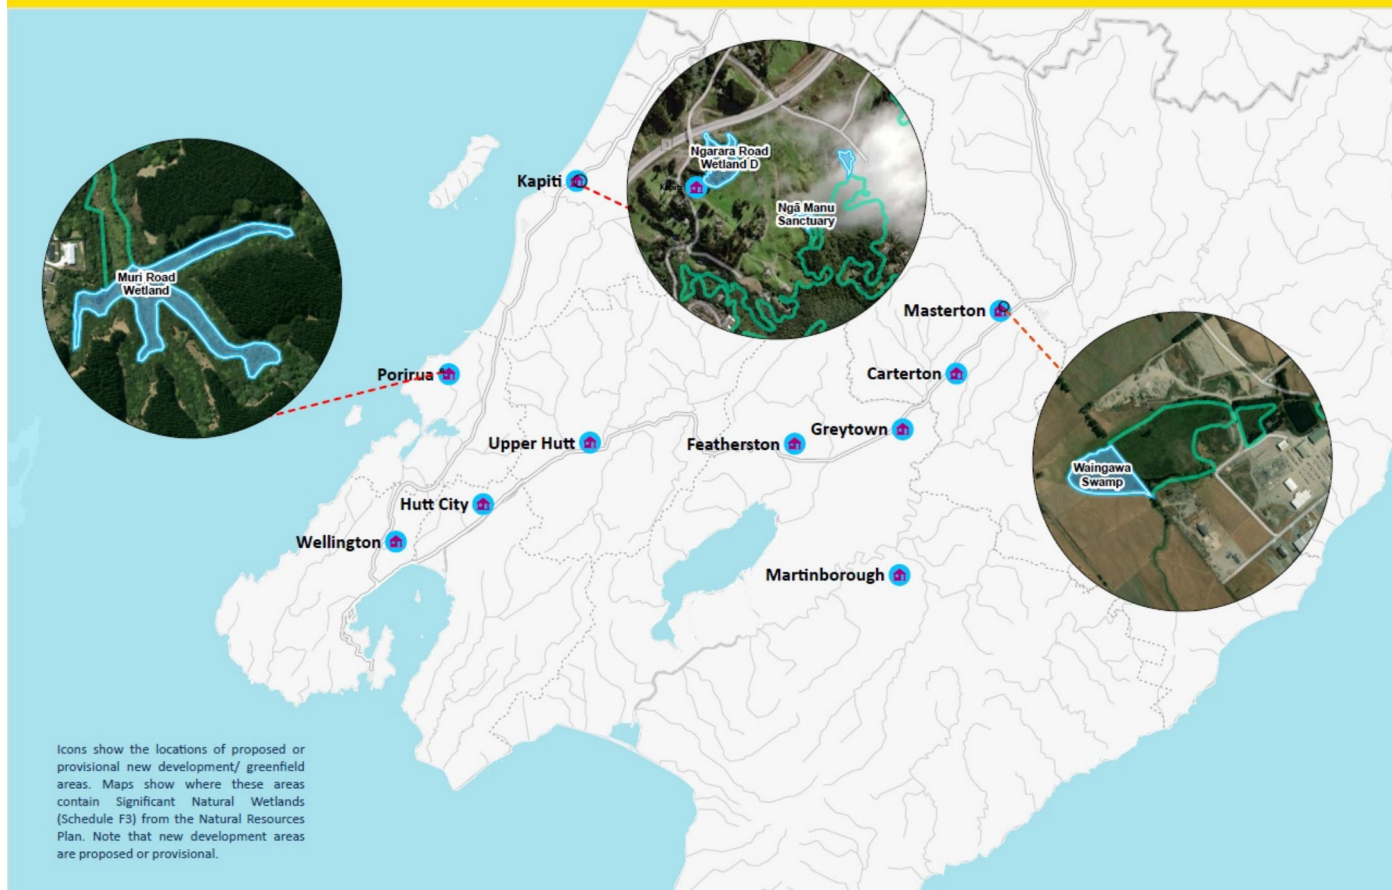 Ngarara Road
Wetland D
Kapiti
Ngā Manu
Sanctuary
Kapiti
Muri Road
Wetland
Masterton
Porirua
Carterton
Waingawa
Swamp
Upper Hutt
Featherston
Greytown
Hutt City
Wellington
Martinborough
Icons show the locations of proposed or
provisional new development/ greenfield
areas. Maps show where these areas
contain Significant Natural Wetlands
(Schedule F3) from the Natural Resources
Plan. Note that new development areas
are proposed or provisional.